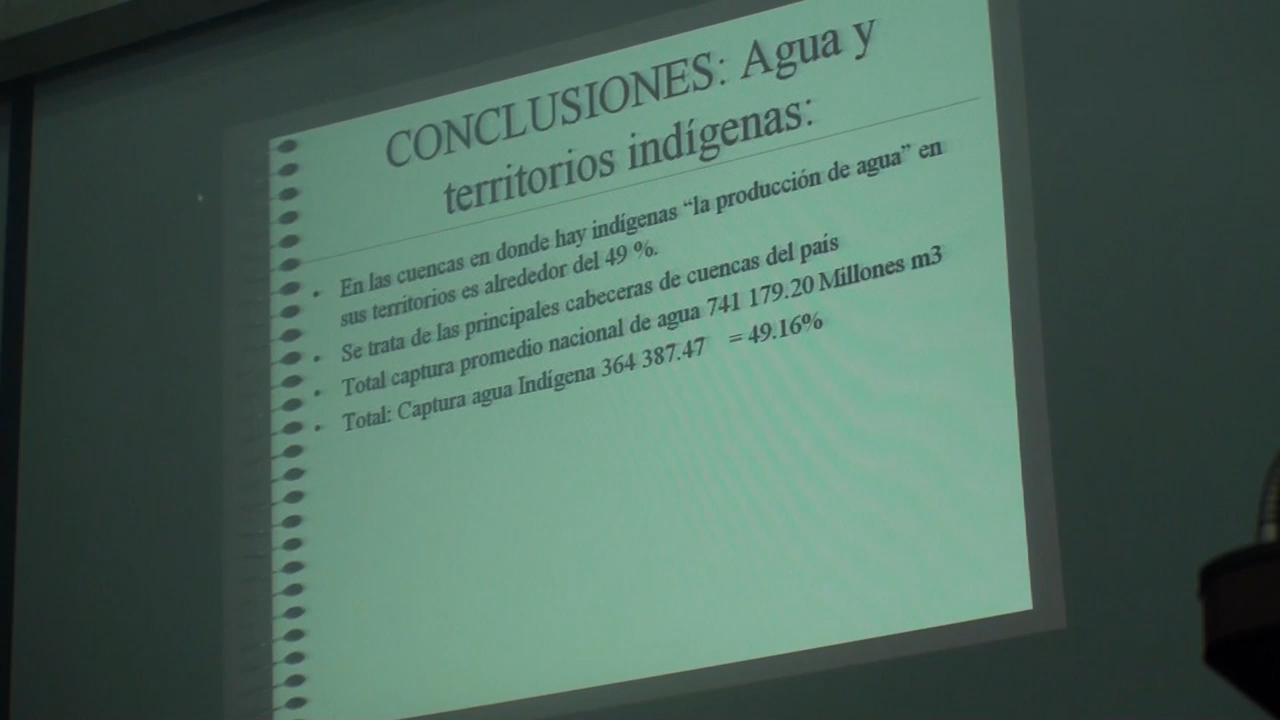 CONCLUSIONES: Agua y
territorios indígenas:
• En las cuencas en donde hay indígenas “la producción de agua” en
sus territorios es alrededor del 49 %.
• Se trata de las principales cabeceras de cuencas del país
• Total captura promedio nacional de agua 741 179.20 Millones m3
• Total: Captura agua Indígena 364 387.47 = 49.16%